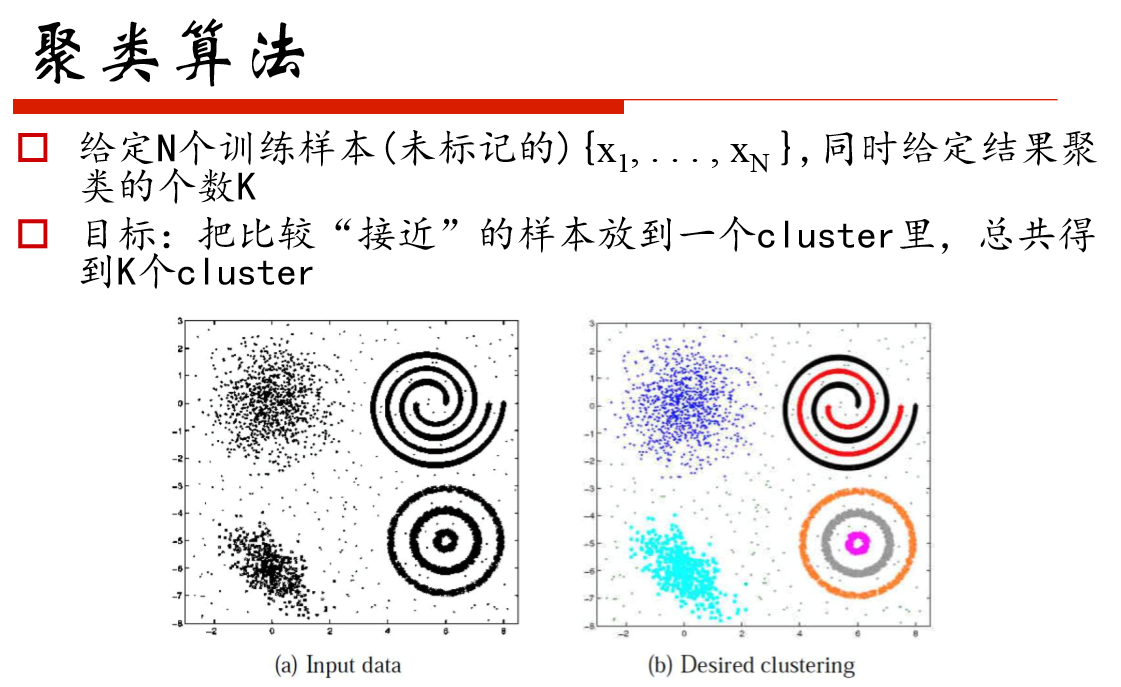 聚类算法
给定N个训练样本(未标记的){x1, . . . , xN },同时给定结果聚
类的个数K
目标：把比较“接近”的样本放到一个cluster里，总共得
到K个cluster
3
2
1
0
-1
-2
-3
-4
-5
-6
-7
-8
-2 0 2 4 6 8
3
2
1
0
-1
-2
-3
-4
-5
-6
-7
-8
-2 0 2 4 6 8
(a) Input data
(b) Desired clustering